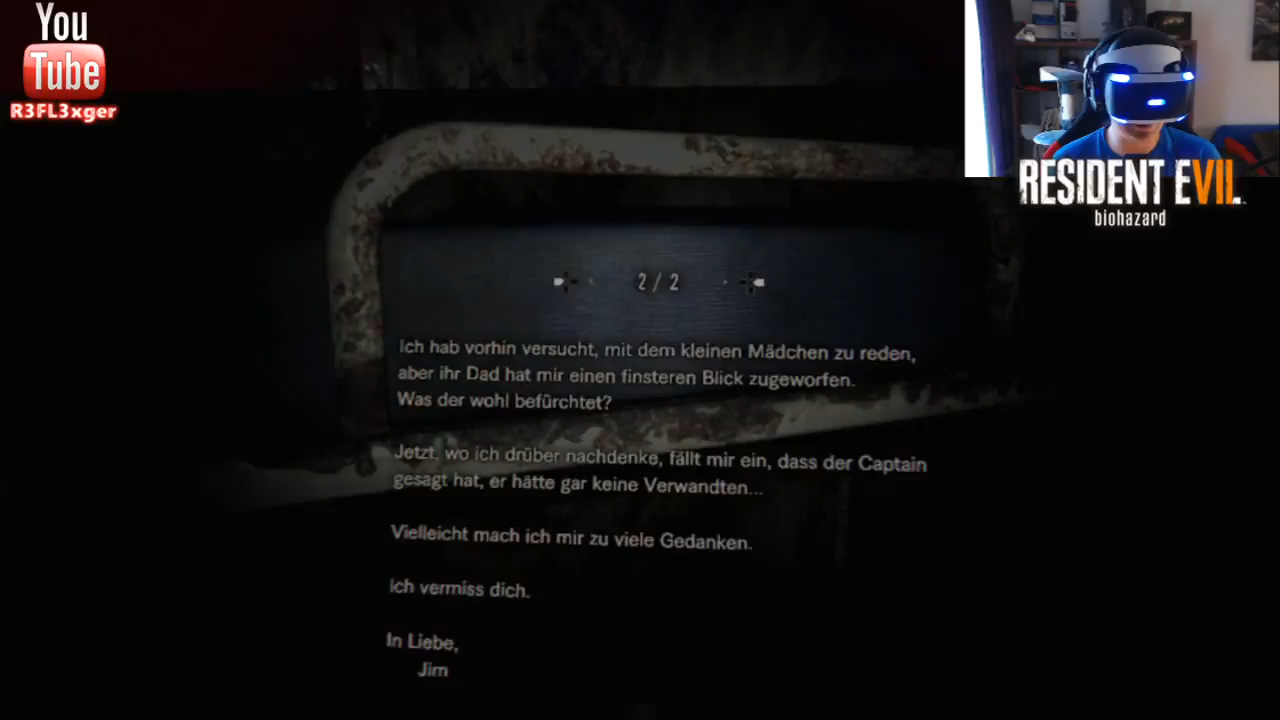 You
Tube
R3FL3xger
RESIDENT EVIL
biohazard
2 / 2
Ich hab vorhin versucht, mit dem kleinen Mädchen zu reden,
aber ihr Dad hat mir einen finsteren Blick zugeworfen.
Was der wohl befürchtet?
Jetzt, wo ich drüber nachdenke, fällt mir ein, dass der Captain
gesagt hat, er hätte gar keine Verwandten...
Vielleicht mach ich mir zu viele Gedanken.
Ich vermiss dich.
In Liebe,
Jim